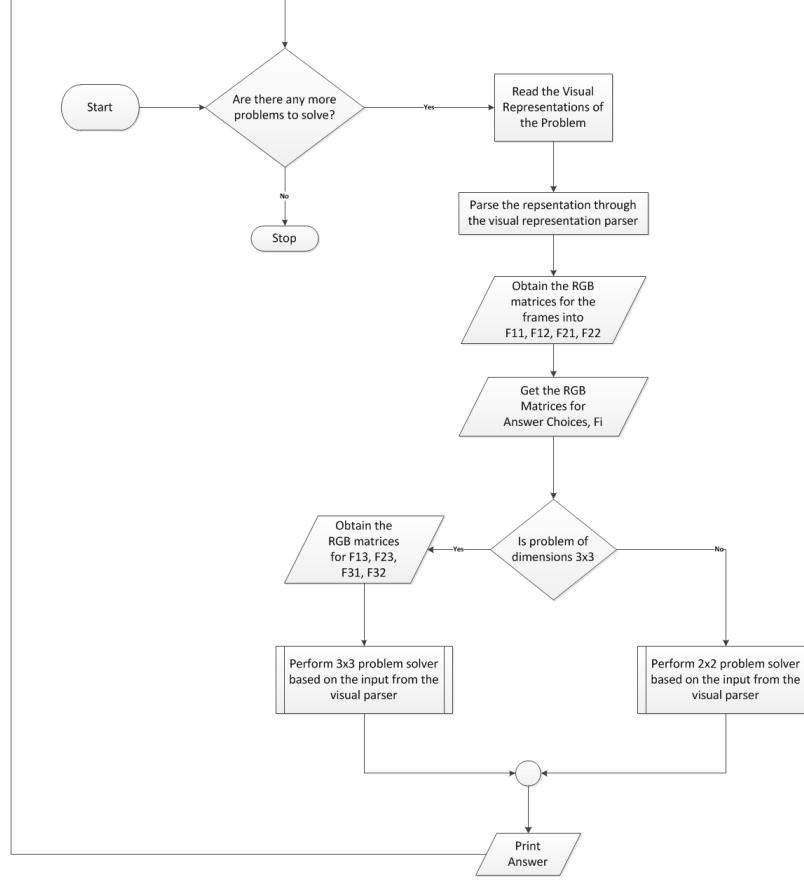 Start
Are there any more
problems to solve?
Yes
Read the Visual
Representations of
the Problem
No
Stop
Parse the repsentation through
the visual representation parser
Obtain the RGB
matrices for the
frames into
F11, F12, F21, F22
Get the RGB
Matrices for
Answer Choices, Fi
Is problem of
dimensions 3x3
Yes
No
Obtain the
RGB matrices
for F13, F23,
F31, F32
Perform 3x3 problem solver
based on the input from the
visual parser
Perform 2x2 problem solver
based on the input from the
visual parser
Print
Answer